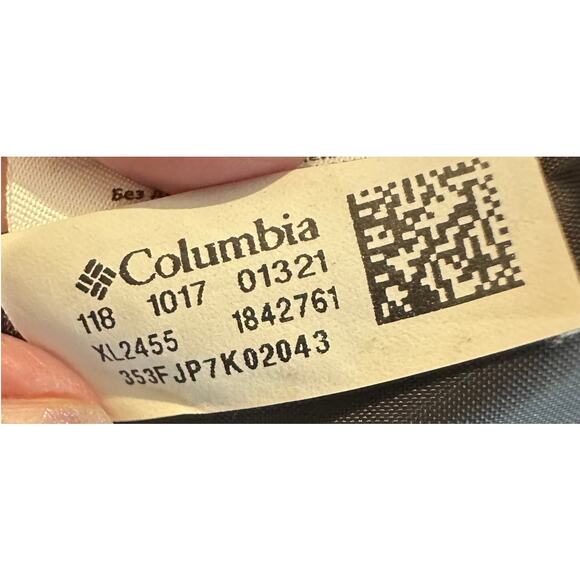 Без
Columbia
118 1017 01321
XL2455 1842761
353FJP7K02043